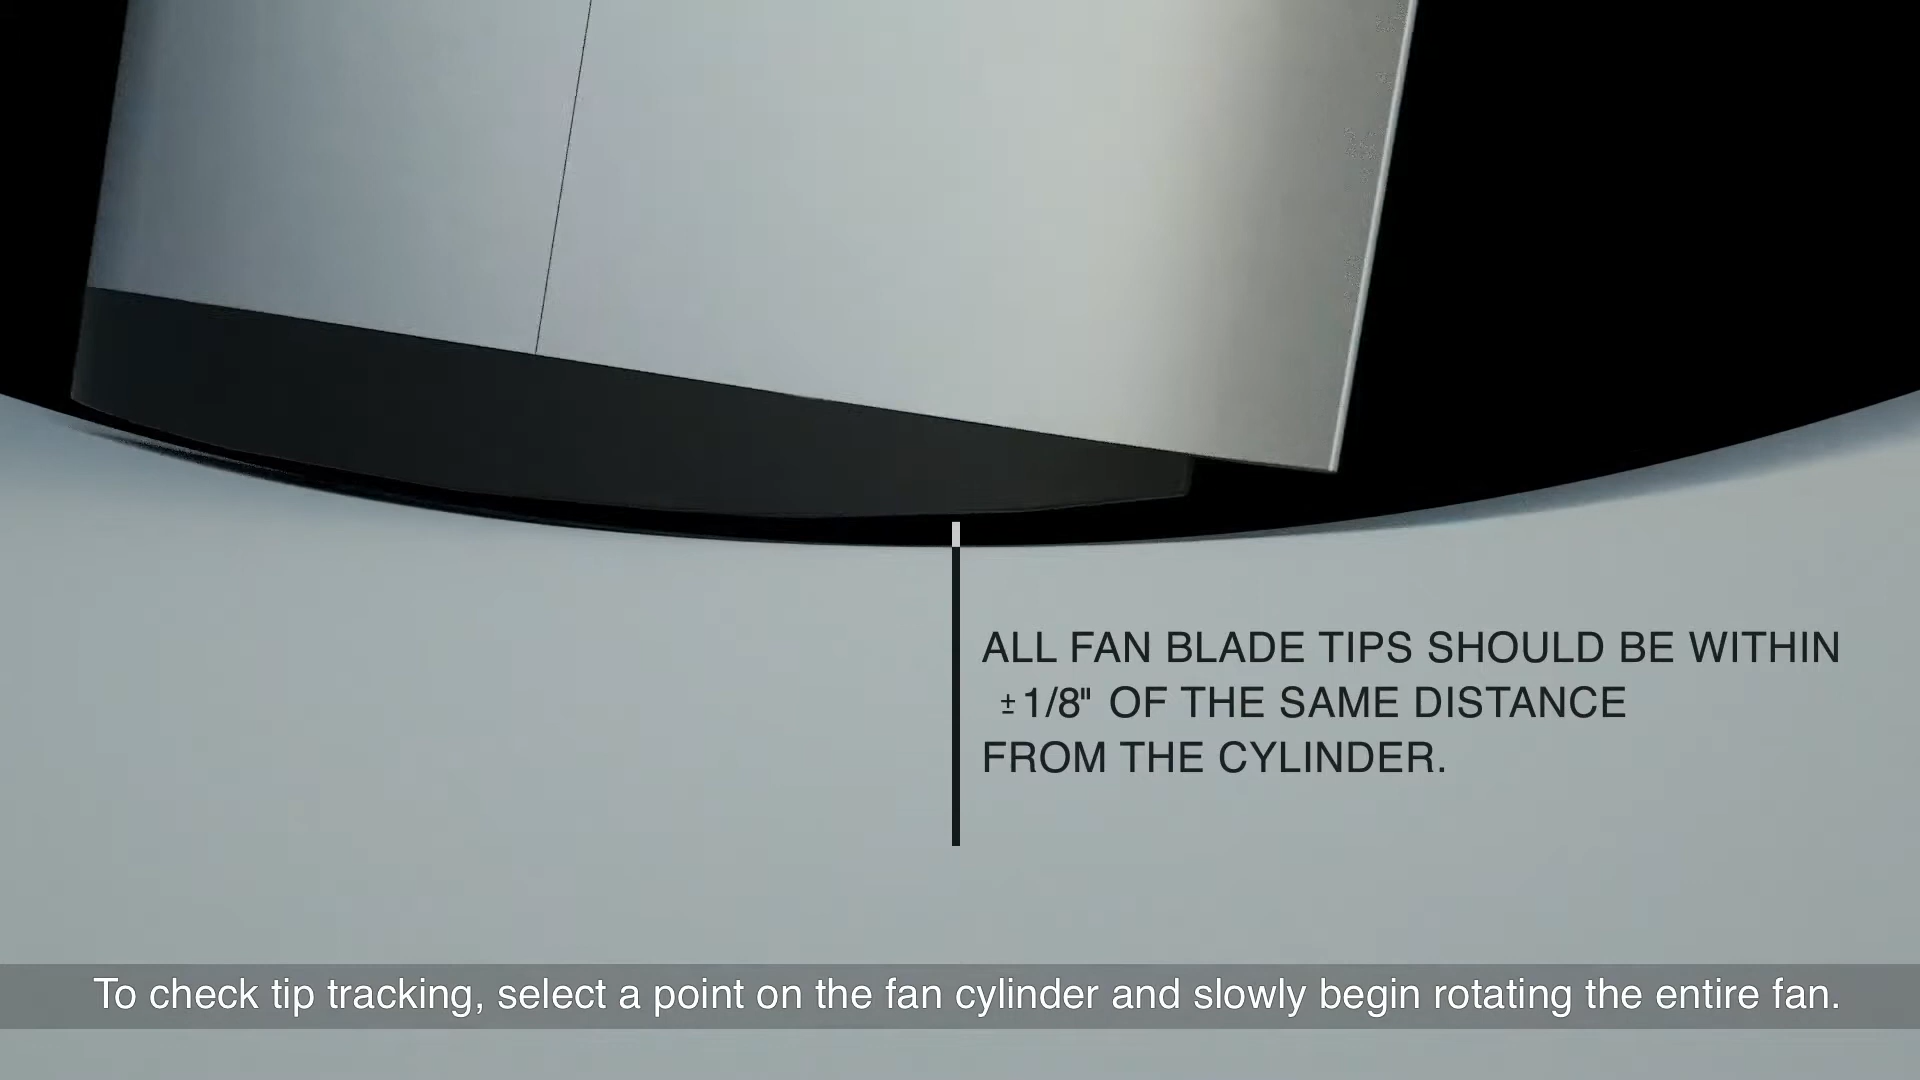 ALL FAN BLADE TIPS SHOULD BE WITHIN
±1/8" OF THE SAME DISTANCE
FROM THE CYLINDER.
To check tip tracking, select a point on the fan cylinder and slowly begin rotating the entire fan.